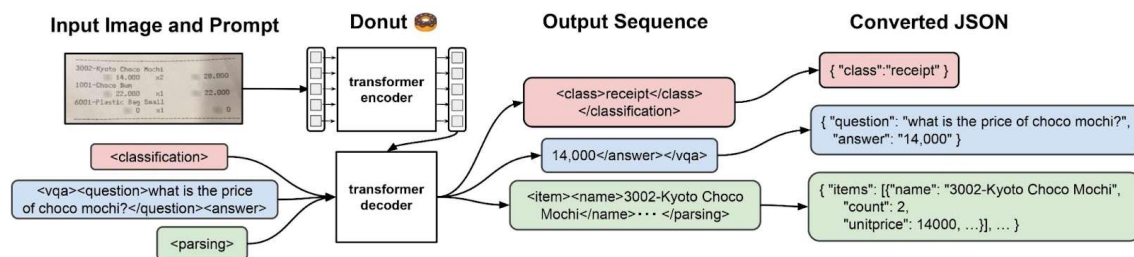 Input Image and Prompt
Donut 🍩
Output Sequence
Converted JSON
3002-Kyoto Choco Mochi
14.000 x2 28.000
1001-Choco Bun
22.000 x1 22.000
6001-Plastic Bag Small
0 x1 0
transformer
encoder
<classification>
<vqa><question>what is the price
of choco mochi?</question><answer>
<parsing>
transformer
decoder
<class>receipt</class>
</classification>
14,000</answer></vqa>
<item><name>3002-Kyoto Choco
Mochi</name>··· </parsing>
{ "class":"receipt" }
{ "question": "what is the price of choco mochi?",
"answer": "14,000" }
{ "items": [{"name": "3002-Kyoto Choco Mochi",
"count": 2,
"unitprice": 14000, …}], … }